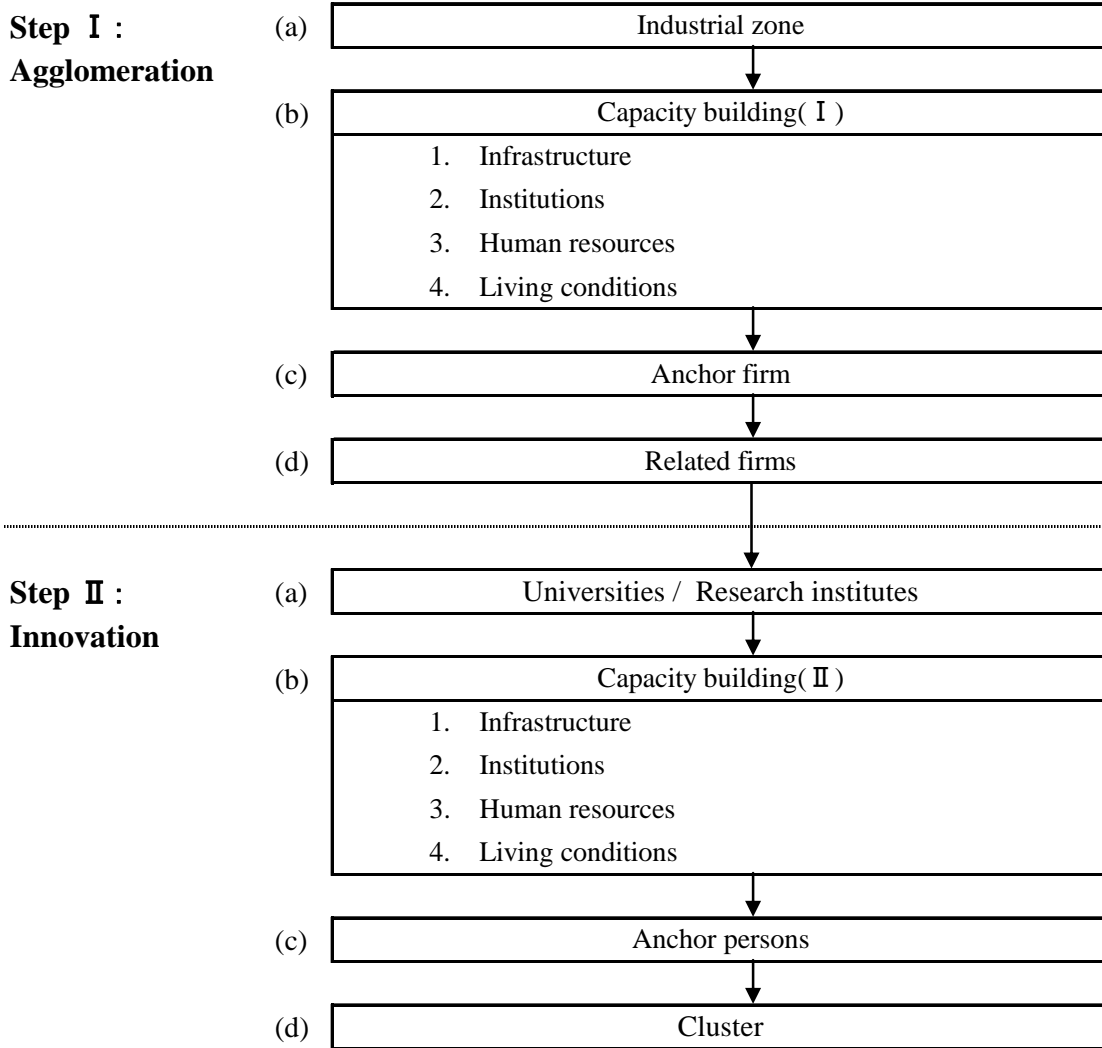 Step Ⅰ: (a) Industrial zone
Agglomeration
(b) Capacity building(Ⅰ)
1. Infrastructure
2. Institutions
3. Human resources
4. Living conditions
(c) Anchor firm
(d) Related firms
Step Ⅱ: (a) Universities / Research institutes
Innovation
(b) Capacity building(Ⅱ)
1. Infrastructure
2. Institutions
3. Human resources
4. Living conditions
(c) Anchor persons
(d) Cluster